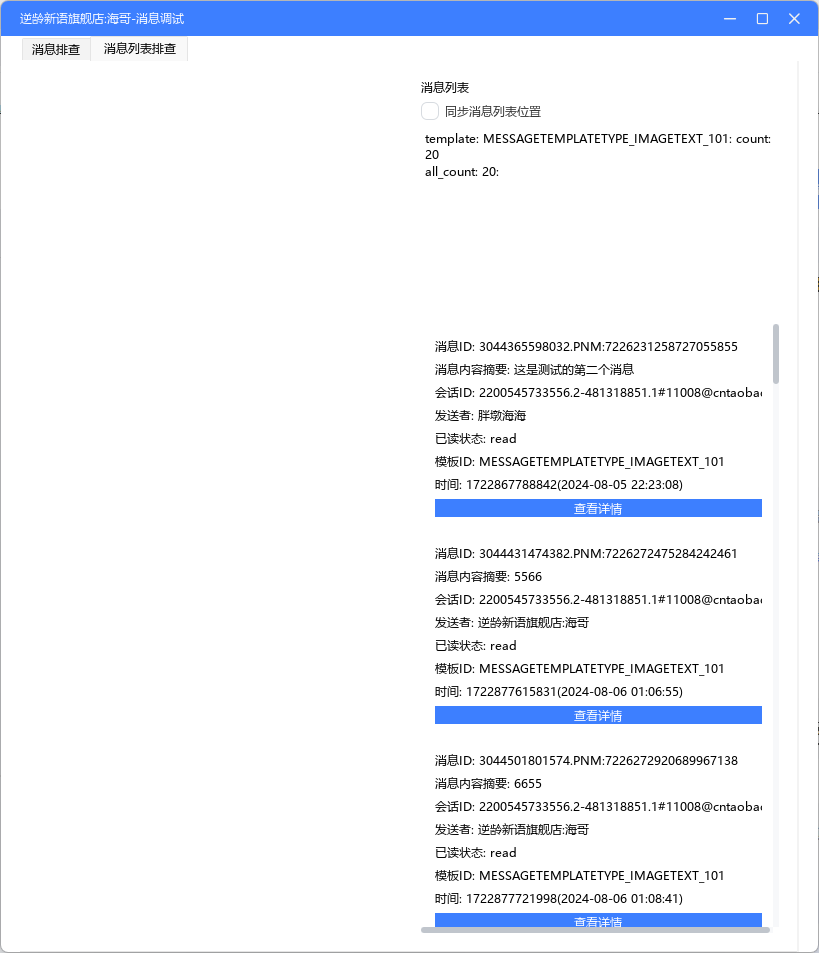 逆龄新语旗舰店:海哥-消息调试
消息排查 消息列表排查
消息列表
同步消息列表位置
template: MESSAGETEMPLATETYPE_IMAGETEXT_101: count:
20
all_count: 20:
消息ID: 3044365598032.PNM:7226231258727055855
消息内容摘要: 这是测试的第二个消息
会话ID: 2200545733556.2-481318851.1#11008@cntaobao
发送者: 胖墩海海
已读状态: read
模板ID: MESSAGETEMPLATETYPE_IMAGETEXT_101
时间: 1722867788842(2024-08-05 22:23:08)
查看详情
消息ID: 3044431474382.PNM:7226272475284242461
消息内容摘要: 5566
会话ID: 2200545733556.2-481318851.1#11008@cntaobao
发送者: 逆龄新语旗舰店:海哥
已读状态: read
模板ID: MESSAGETEMPLATETYPE_IMAGETEXT_101
时间: 1722877615831(2024-08-06 01:06:55)
查看详情
消息ID: 3044501801574.PNM:7226272920689967138
消息内容摘要: 6655
会话ID: 2200545733556.2-481318851.1#11008@cntaobao
发送者: 逆龄新语旗舰店:海哥
已读状态: read
模板ID: MESSAGETEMPLATETYPE_IMAGETEXT_101
时间: 1722877721998(2024-08-06 01:08:41)
查看详情